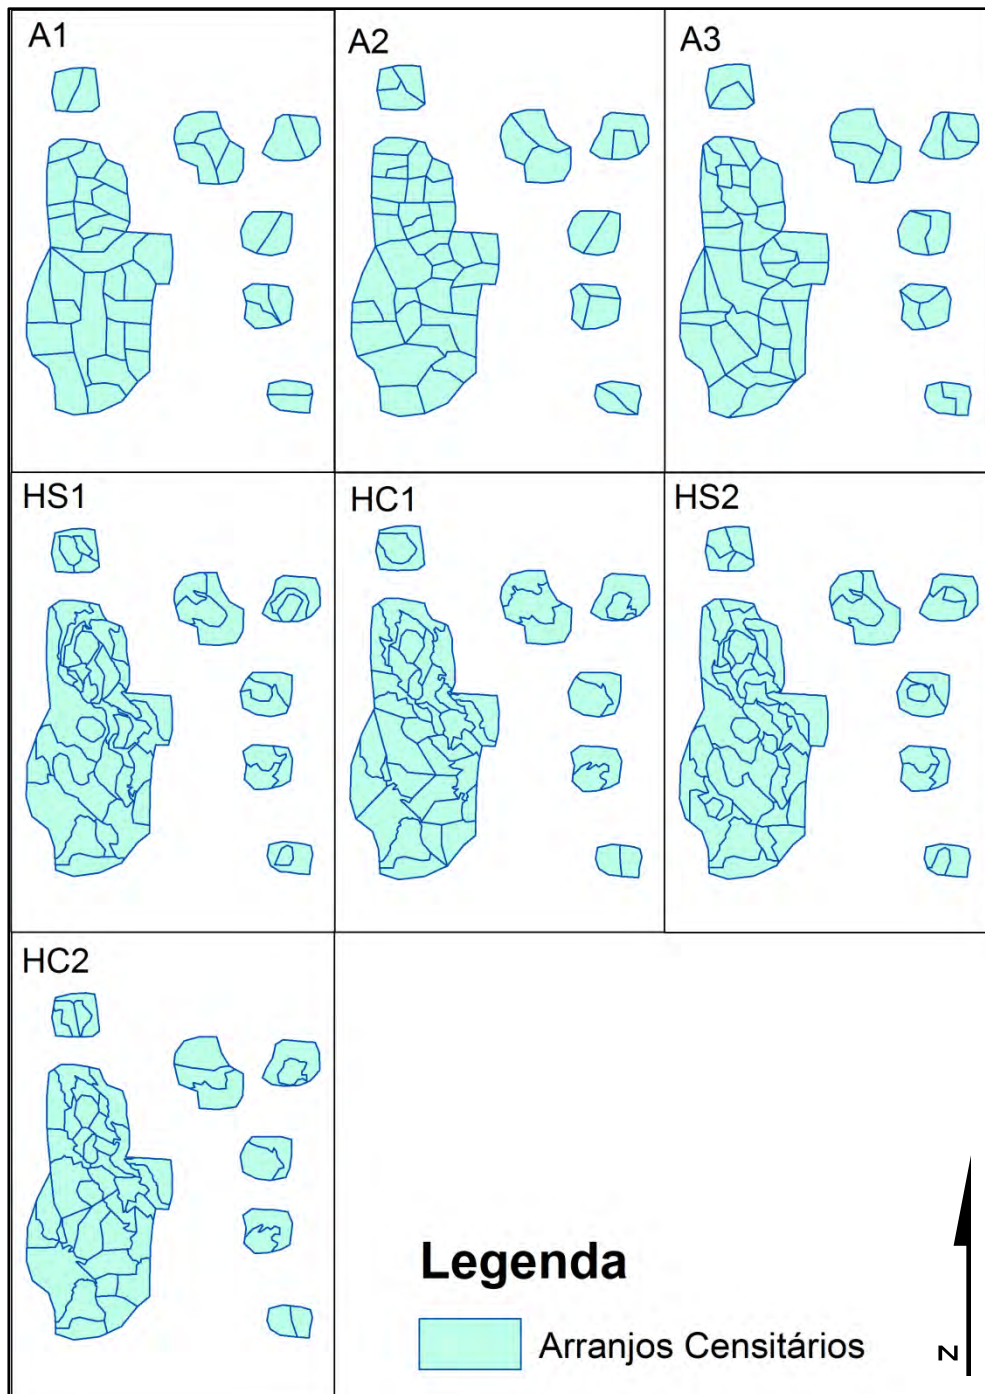 A1
A2
A3
HS1
HC1
HS2
HC2
Legenda
Arranjos Censitários
N